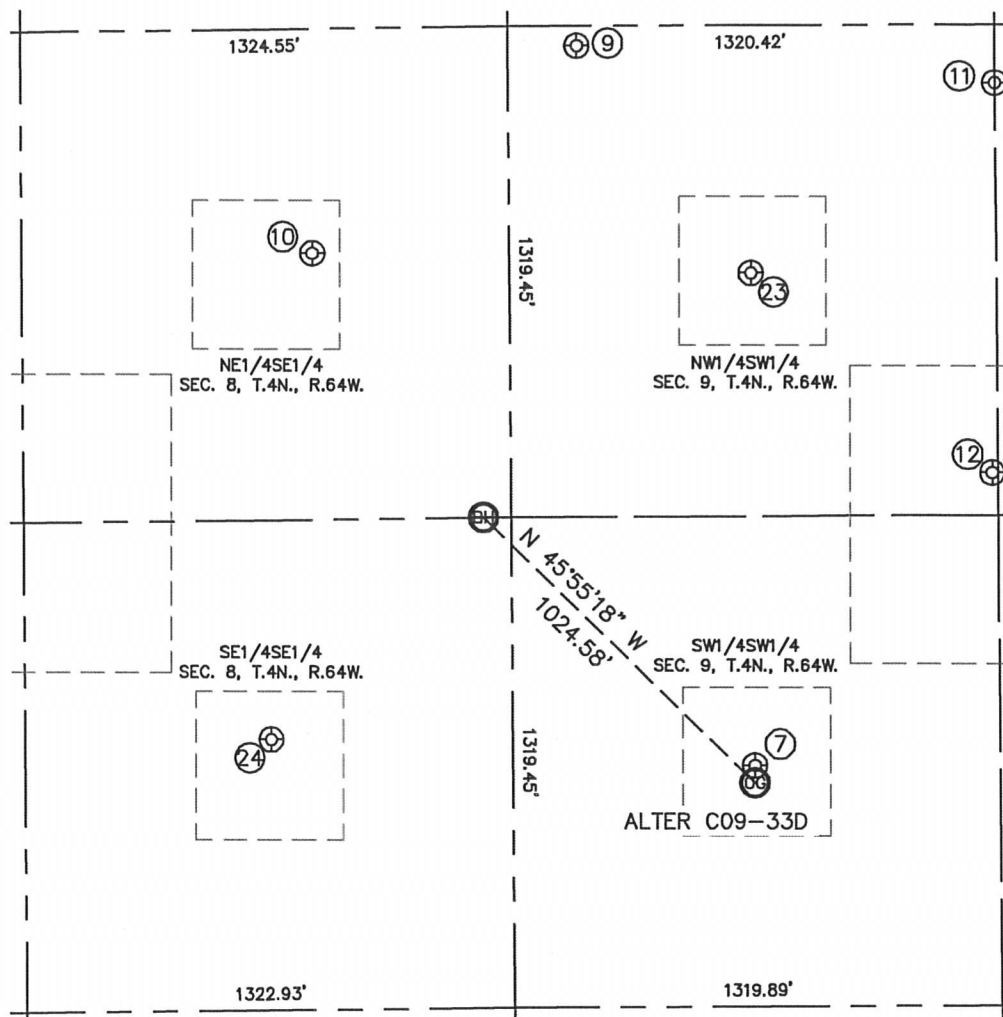 1324.55'
9
1320.42'
11
10
1319.45'
23
NE1/4SE1/4
SEC. 8, T.4N., R.64W.
NW1/4SW1/4
SEC. 9, T.4N., R.64W.
12
BH
N 45°55'18" W
1024.58'
SE1/4SE1/4
SEC. 8, T.4N., R.64W.
SW1/4SW1/4
SEC. 9, T.4N., R.64W.
24
1319.45'
7
OG
ALTER C09-33D
1322.93'
1319.89'